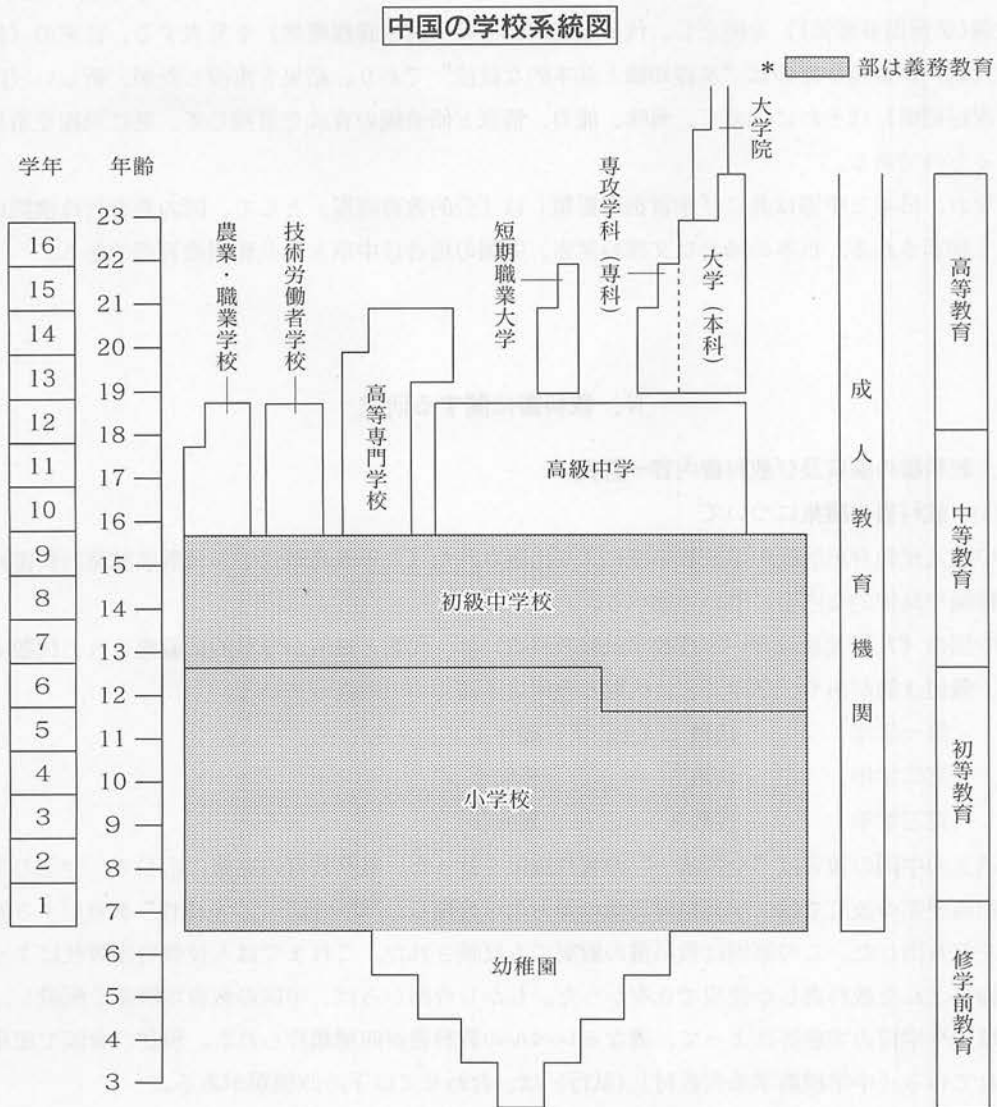 中国の学校系統図
* 部は義務教育
学年
年齢
16
15
14
13
12
11
10
9
8
7
6
5
4
3
2
1
23
22
21
20
19
18
17
16
15
14
13
12
11
10
9
8
7
6
5
4
3
農業・職業学校
技術労働者学校
高等専門学校
短期職業大学
専攻学科（専科）
大学（本科）
大学院
高級中学
初級中学校
小学校
幼稚園
成人教育機関
高等教育
中等教育
初等教育
修学前教育